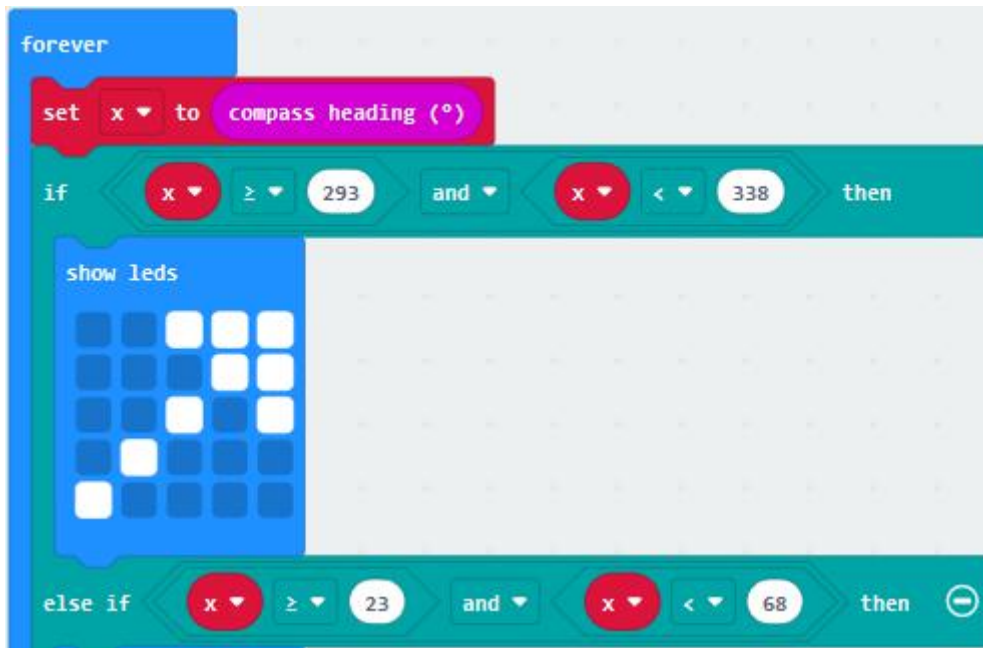 forever
set x to compass heading (°)
if x ≥ 293 and x < 338 then
show leds
else if x ≥ 23 and x < 68 then